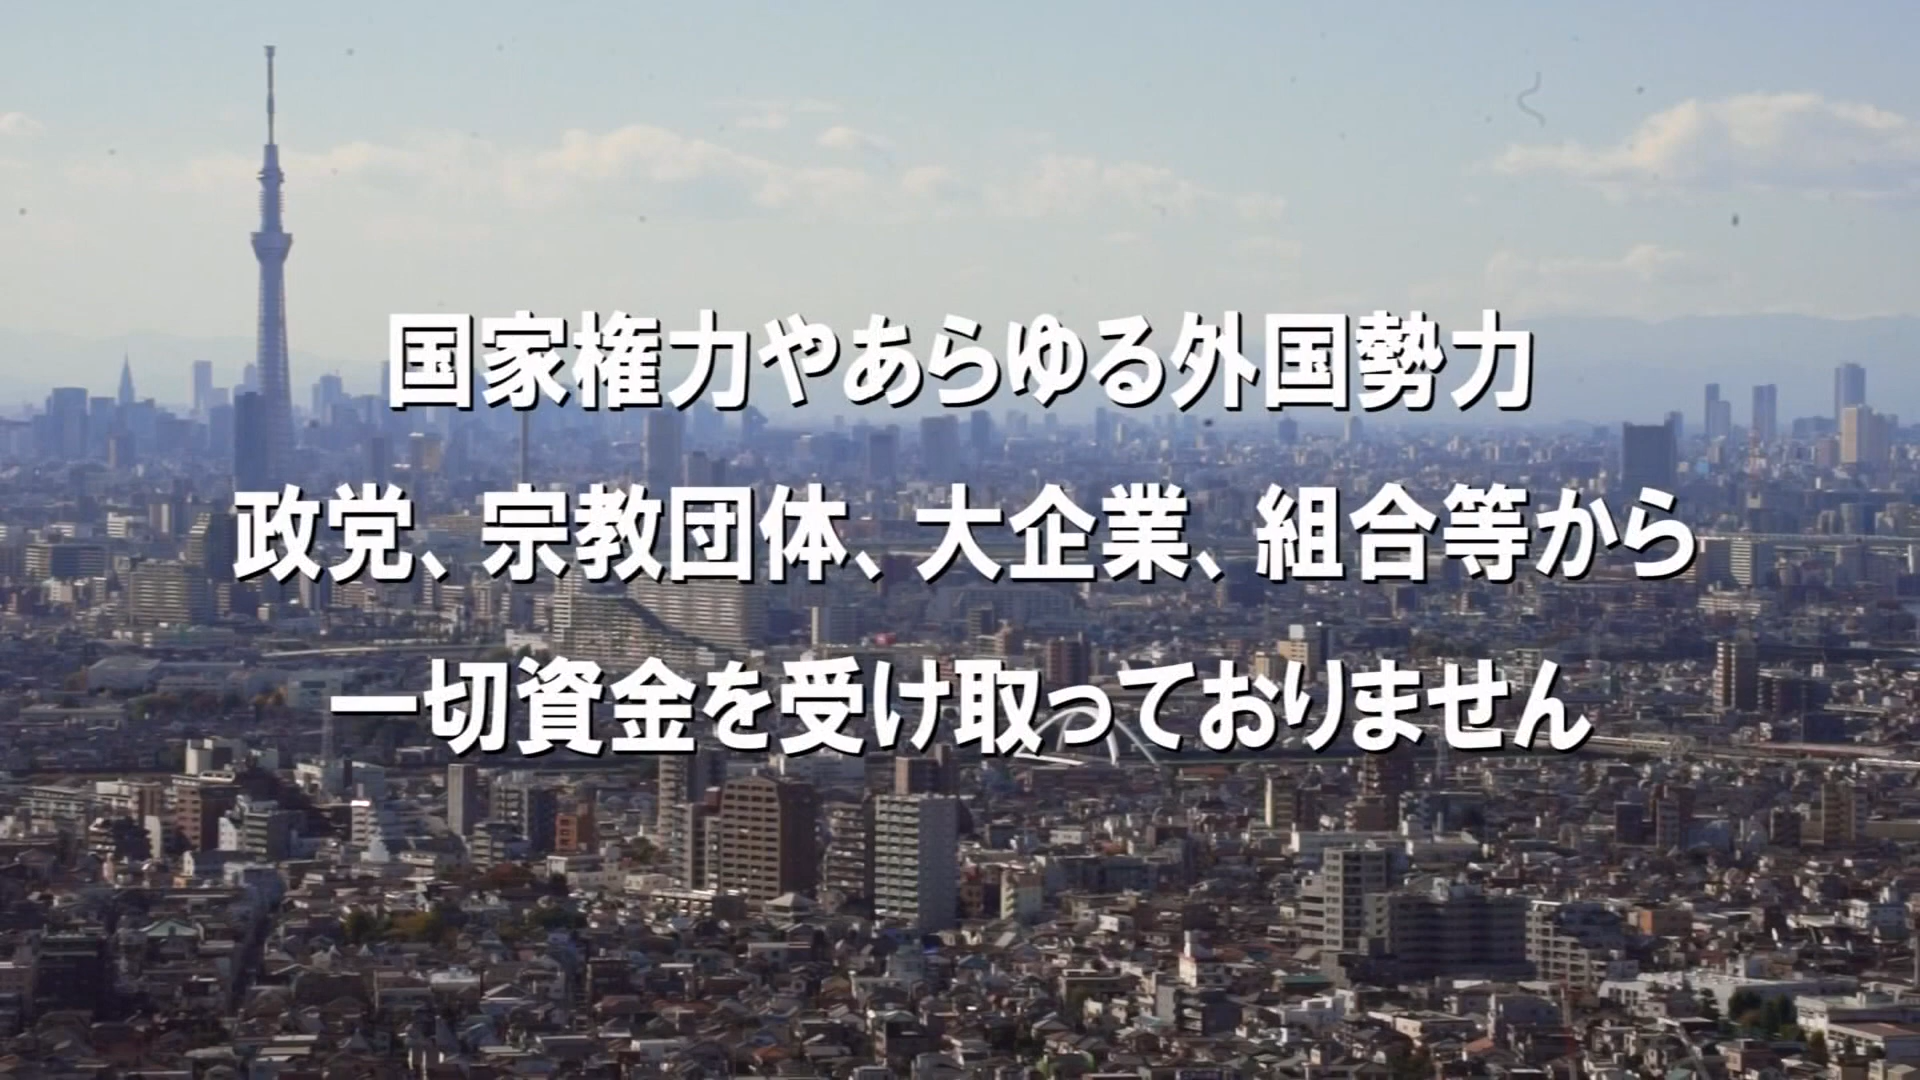 国家権力やあらゆる外国勢力
政党、宗教団体、大企業、組合等から
一切資金を受け取っておりません